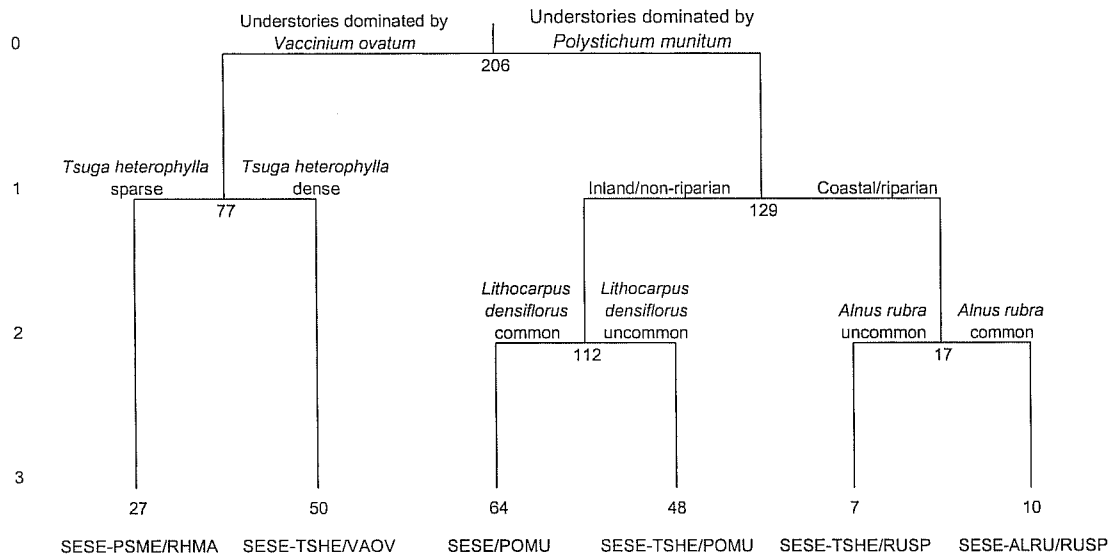 Understories dominated by
Vaccinium ovatum
Understories dominated by
Polystichum munitum
0
206
Tsuga heterophylla
sparse
Tsuga heterophylla
dense
1
77
Inland/non-riparian
Coastal/riparian
129
Lithocarpus
densiflorus
common
Lithocarpus
densiflorus
uncommon
Alnus rubra
uncommon
Alnus rubra
common
2
112
17
3
27
50
64
48
7
10
SESE-PSME/RHMA
SESE-TSHE/VAOV
SESE/POMU
SESE-TSHE/POMU
SESE-TSHE/RUSP
SESE-ALRU/RUSP